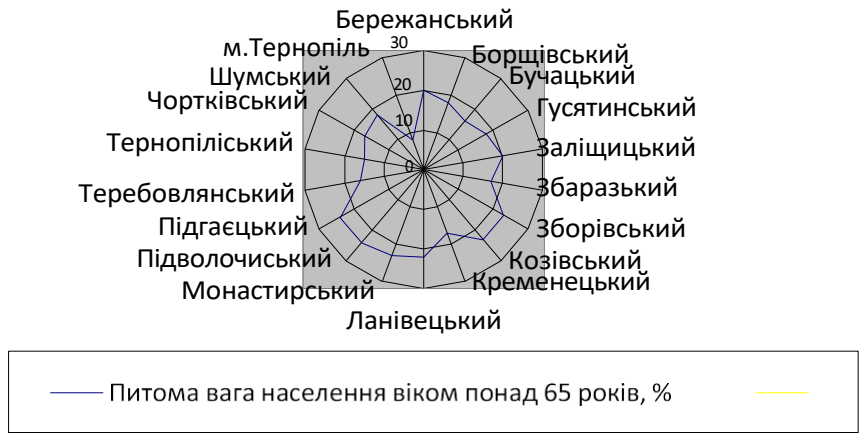 Бережанський
Борщівський
Бучацький
Гусятинський
Заліщицький
Збаразький
Зборівський
Козівський
Кременецький
Ланівецький
Монастирський
Підволочиський
Підгаєцький
Теребовлянський
Тернопіліський
Чортківський
Шумський
м.Тернопіль
30
20
10
0
Питома вага населення віком понад 65 років, %